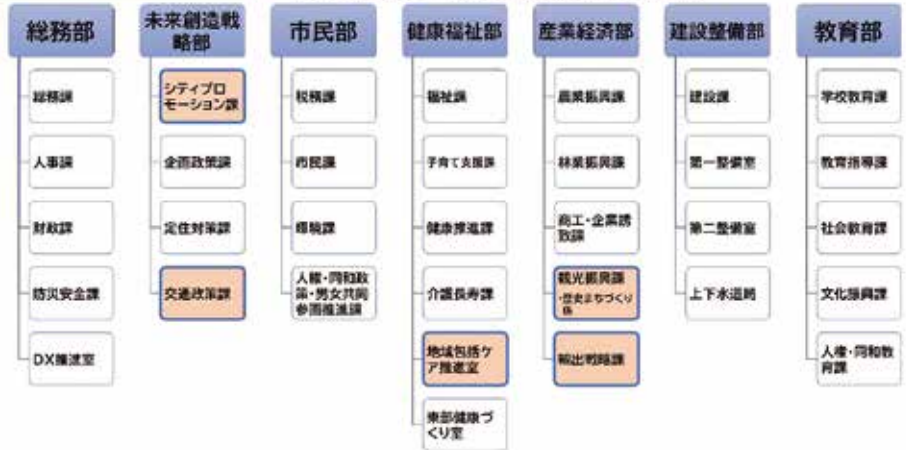 総務部
総務課
人事課
財政課
防災安全課
DX推進室
未来創造戦
略部
シティプロ
モーション課
企画政策課
定住対策課
交通政策課
市民部
税務課
市民課
環境課
人権・同和政
策・男女共同
参画推進課
健康福祉部
福祉課
子育て支援課
健康推進課
介護長寿課
地域包括ケ
ア推進室
東部健康づ
くり室
産業経済部
農業振興課
林業振興課
商工・企業誘
致課
観光振興課
・歴史まちづくり
係
輸出戦略課
建設整備部
建設課
第一整備室
第二整備室
上下水道局
教育部
学校教育課
教育指導課
社会教育課
文化振興課
人権・同和教
育課